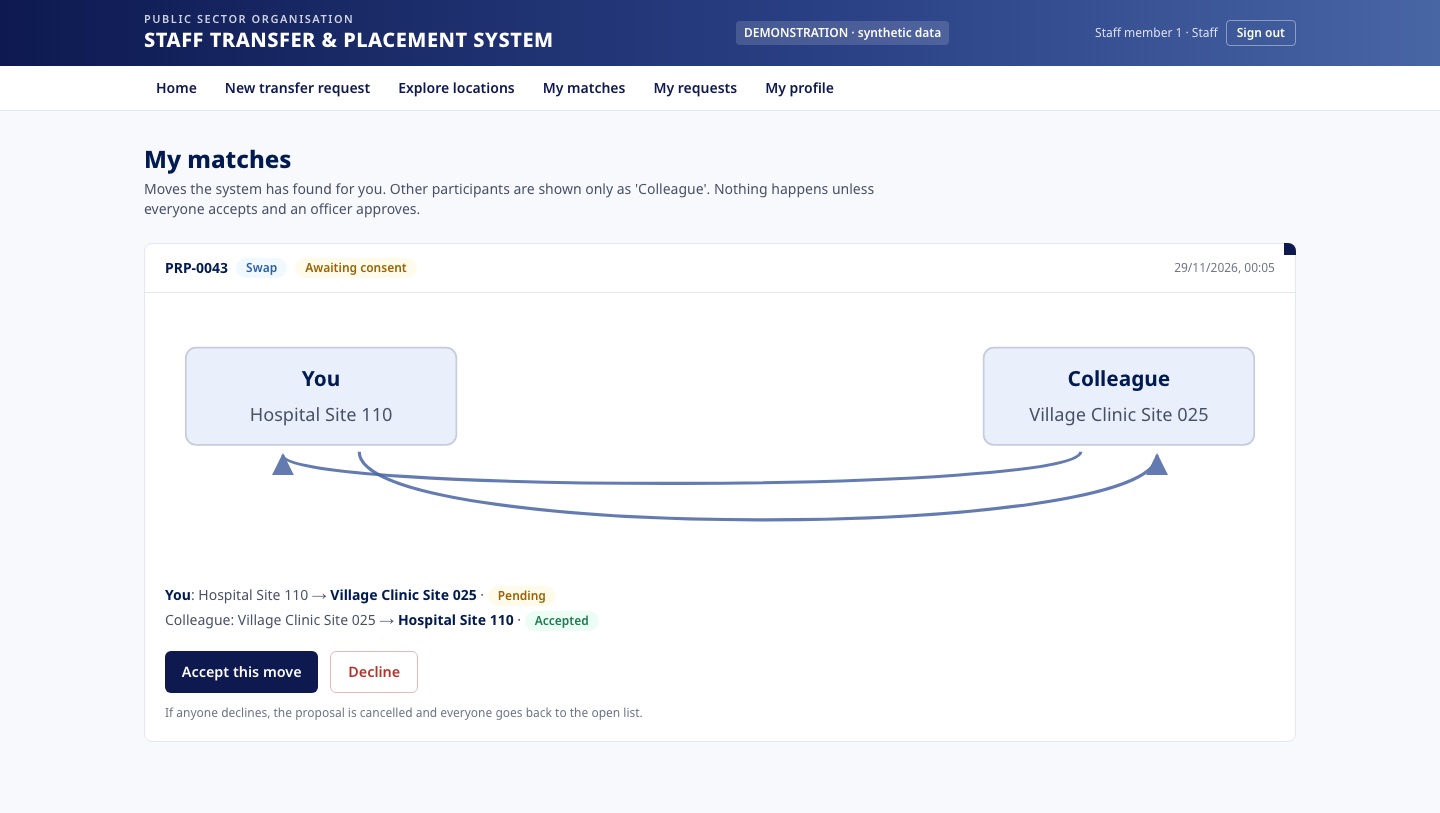 PUBLIC SECTOR ORGANISATION
STAFF TRANSFER & PLACEMENT SYSTEM
DEMONSTRATION · synthetic data
Staff member 1 · Staff
Sign out
Home
New transfer request
Explore locations
My matches
My requests
My profile
My matches
Moves the system has found for you. Other participants are shown only as 'Colleague'. Nothing happens unless
everyone accepts and an officer approves.
PRP-0043
Swap
Awaiting consent
29/11/2026, 00:05
You
Hospital Site 110
Colleague
Village Clinic Site 025
You: Hospital Site 110 → Village Clinic Site 025 · Pending
Colleague: Village Clinic Site 025 → Hospital Site 110 · Accepted
Accept this move
Decline
If anyone declines, the proposal is cancelled and everyone goes back to the open list.